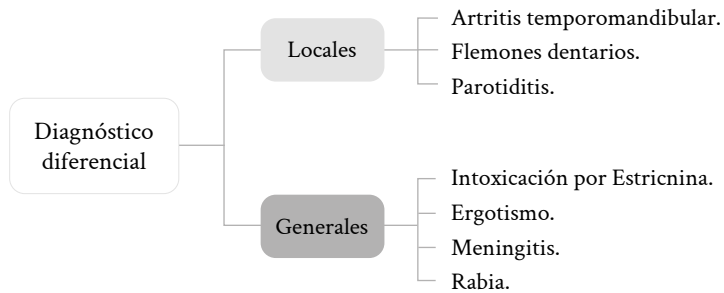 Diagnóstico
diferencial
Locales
Artritis temporomandibular.
Flemones dentarios.
Parotiditis.
Generales
Intoxicación por Estricnina.
Ergotismo.
Meningitis.
Rabia.